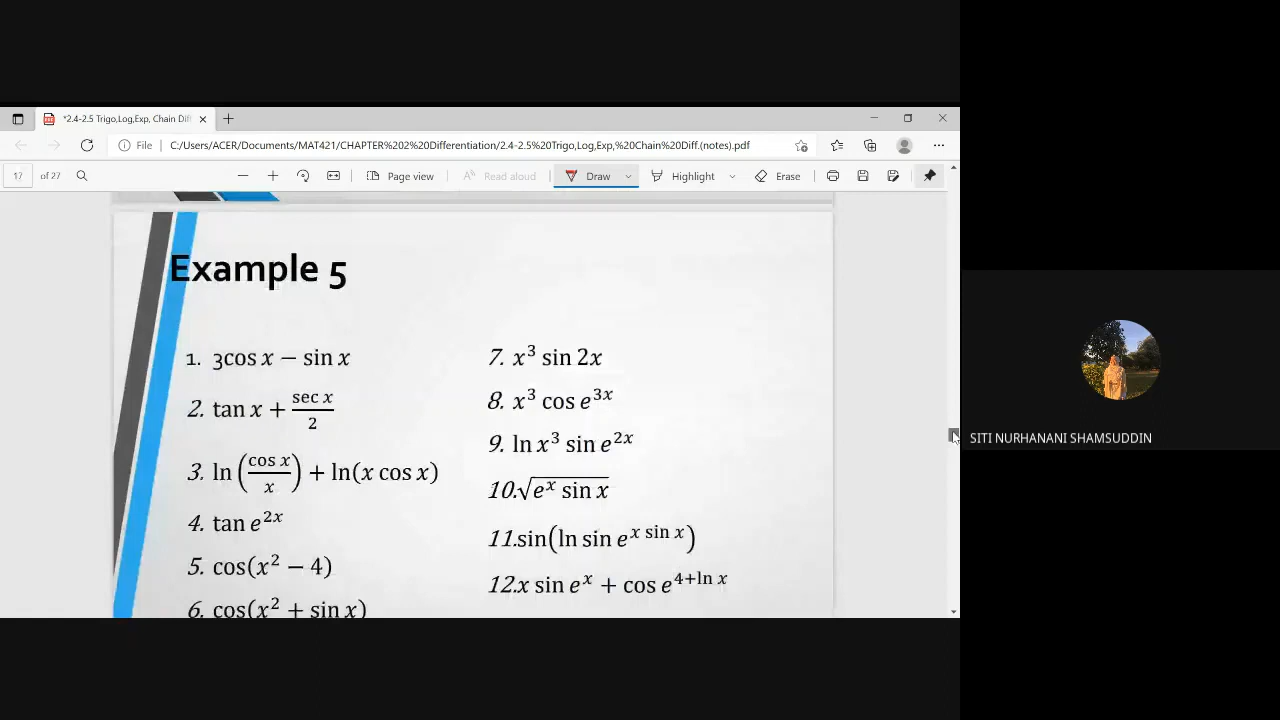 *2.4-2.5 Trigo,Log,Exp, Chain Dif
File C:/Users/ACER/Documents/MAT421/CHAPTER%202%20Differentiation/2.4-2.5%20Trigo,Log,Exp,%20Chain%20Diff.(notes).pdf
17 of 27 Page view Read aloud Draw Highlight Erase
Example 5
1. 3cos x − sin x
2. tan x + sec x / 2
3. ln(cos x / x) + ln(x cos x)
4. tan e^2x
5. cos(x² − 4)
6. cos(x² + sin x)
7. x³ sin 2x
8. x³ cos e^3x
9. ln x³ sin e^2x
10.√(e^x sin x)
11.sin(ln sin e^(x sin x))
12.x sin e^x + cos e^(4+ln x)
SITI NURHANANI SHAMSUDDIN